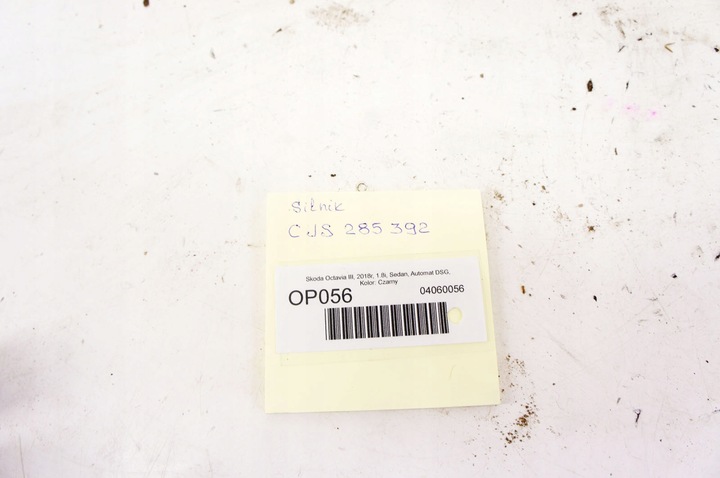 Silnik
CJS 285 392
Skoda Octavia III, 2018r, 1.8i, Sedan, Automat DSG,
Kolor: Czarny
OP056 04060056